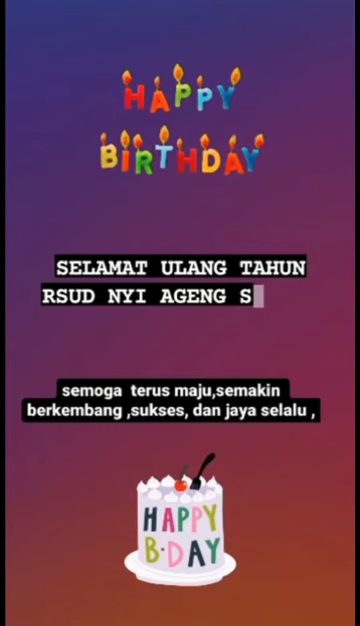 HAPPY
BIRTHDAY
SELAMAT ULANG TAHUN
RSUD NYI AGENG S
semoga terus maju,semakin
berkembang ,sukses, dan jaya selalu ,
HAPPY
B•DAY